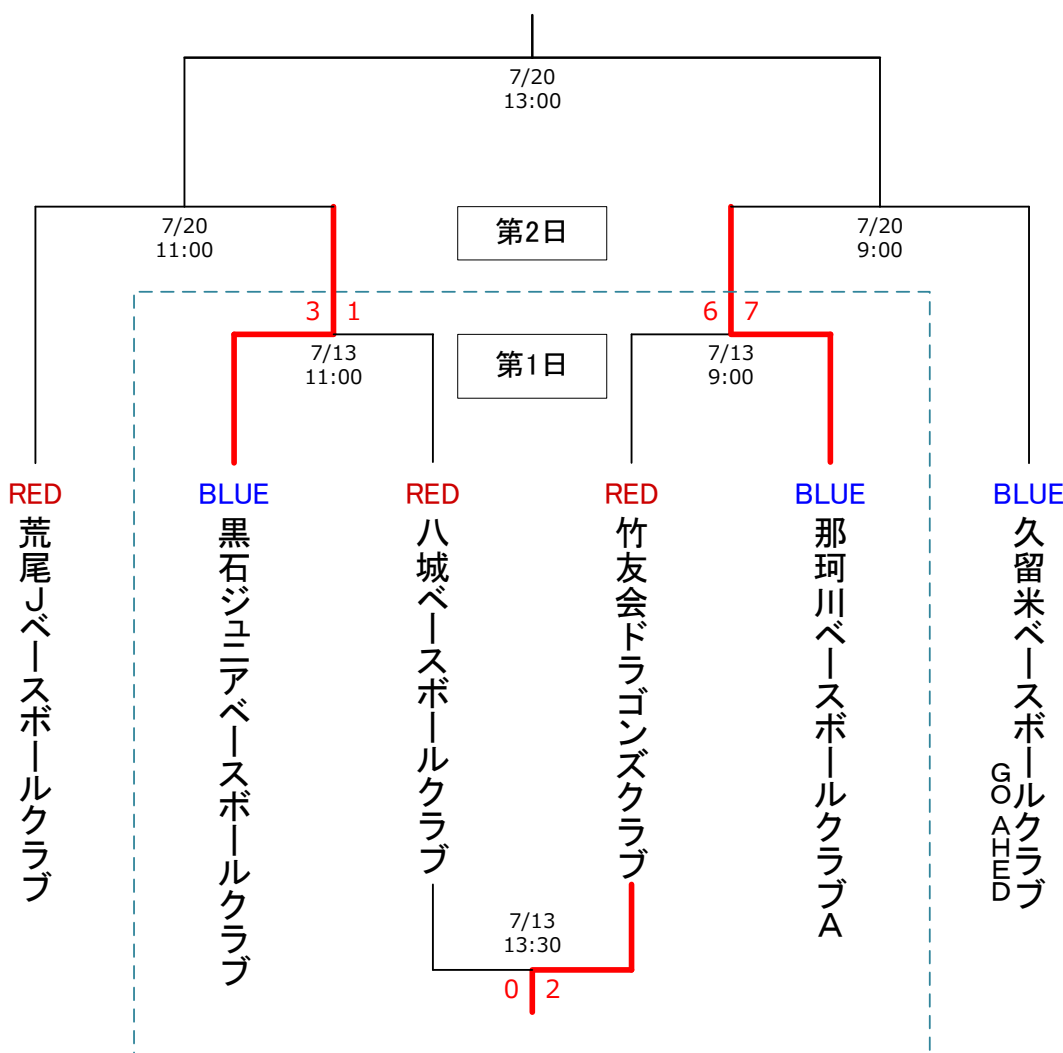 7/20
13:00
7/20
11:00
第2日
7/20
9:00
3 1
6 7
7/13
11:00
第1日
7/13
9:00
RED
BLUE
RED
RED
BLUE
BLUE
荒尾Jベースボールクラブ
黒石ジュニアベースボールクラブ
八城ベースボールクラブ
竹友会ドラゴンズクラブ
那珂川ベースボールクラブA
久留米ベースボールクラブ
GO AHED
7/13
13:30
0 2